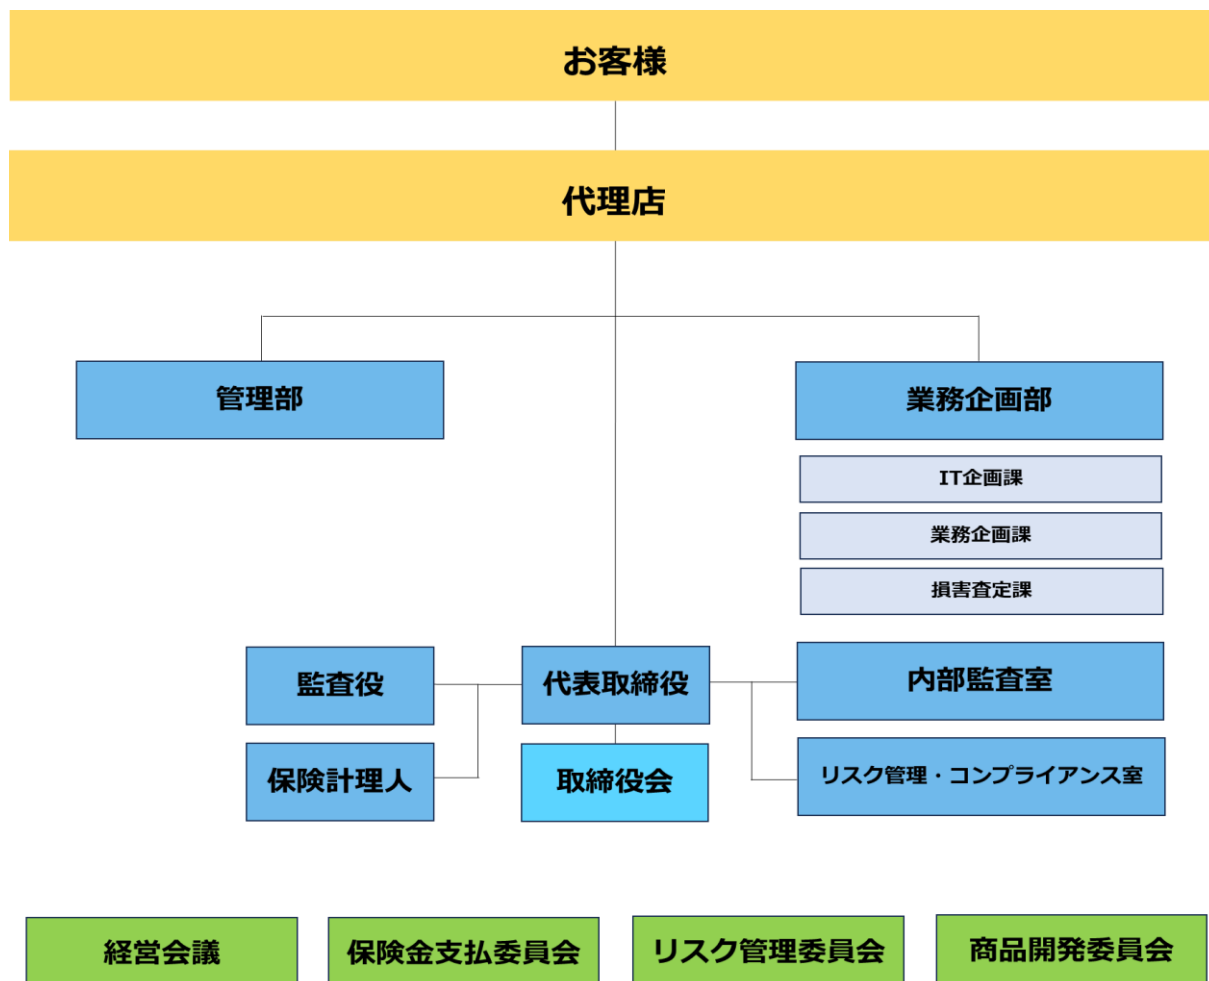 お客様
代理店
管理部
業務企画部
IT企画課
業務企画課
損害査定課
監査役
代表取締役
内部監査室
保険計理人
取締役会
リスク管理・コンプライアンス室
経営会議
保険金支払委員会
リスク管理委員会
商品開発委員会